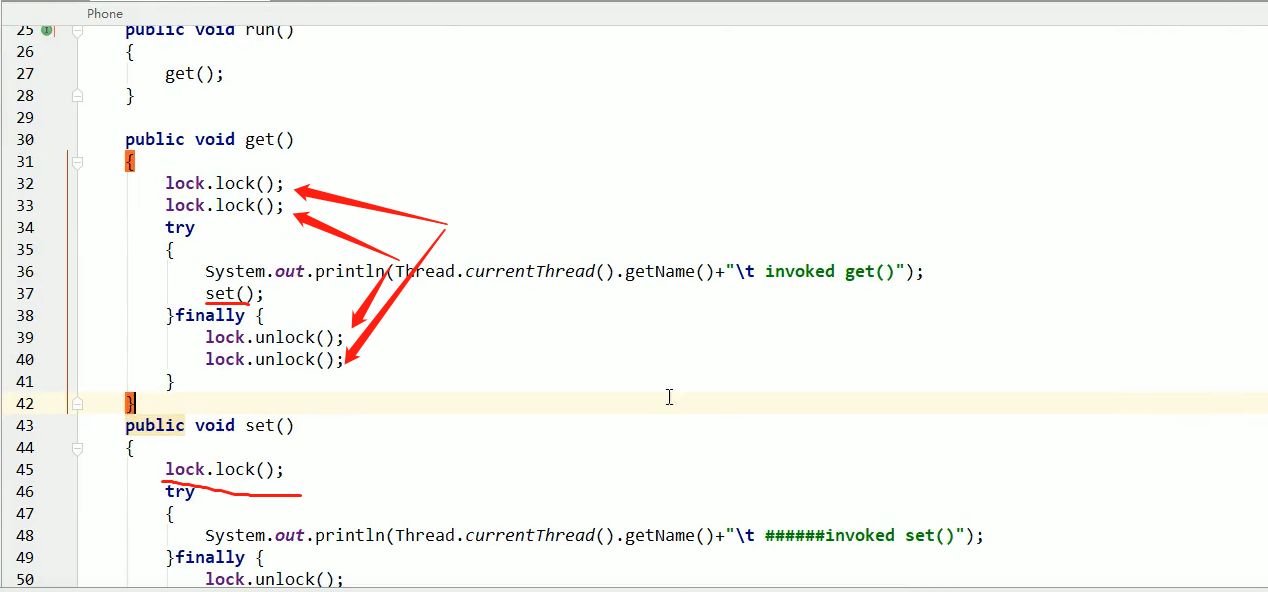 Phone
25 public void run()
26 {
27 get();
28 }
29
30 public void get()
31 {
32 lock.lock();
33 lock.lock();
34 try
35 {
36 System.out.println(Thread.currentThread().getName()+"\t invoked get()");
37 set();
38 }finally {
39 lock.unlock();
40 lock.unlock();
41 }
42 }
43 public void set()
44 {
45 lock.lock();
46 try
47 {
48 System.out.println(Thread.currentThread().getName()+"\t ######invoked set()");
49 }finally {
50 lock.unlock();